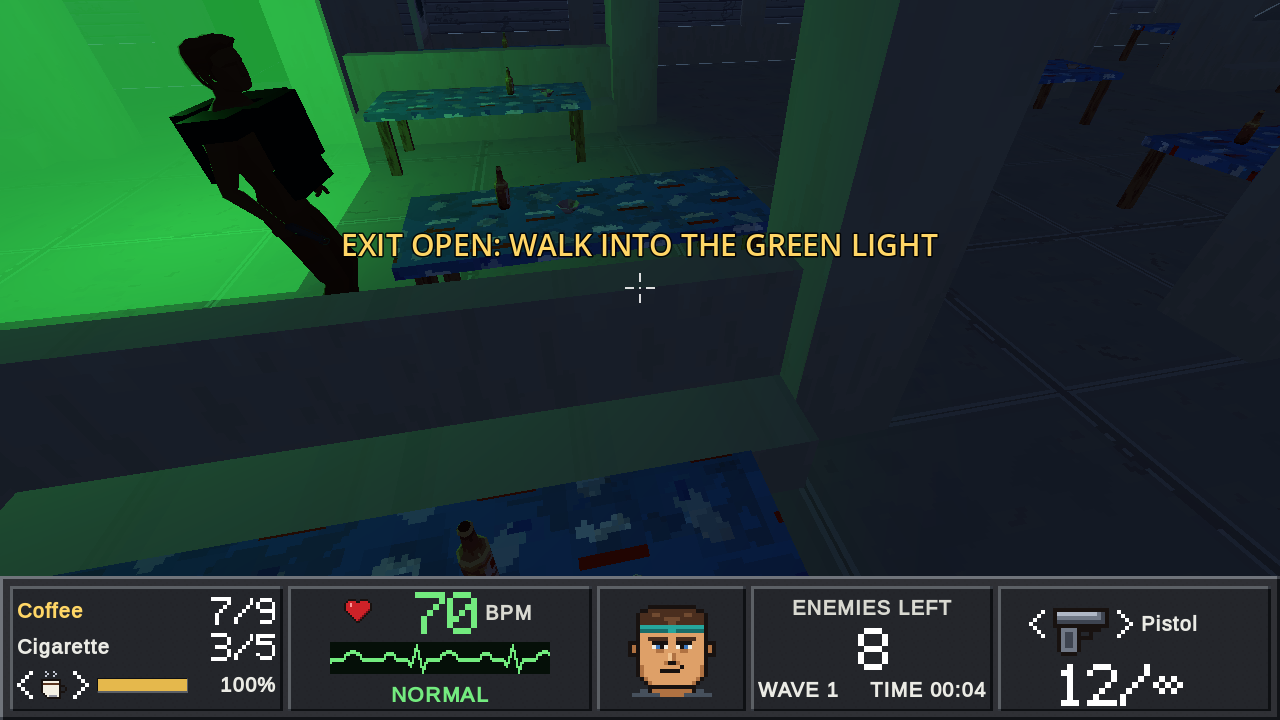 EXIT OPEN: WALK INTO THE GREEN LIGHT
Coffee 7/9
Cigarette 3/5
100%
70 BPM
NORMAL
ENEMIES LEFT
8
WAVE 1 TIME 00:04
Pistol
12/∞